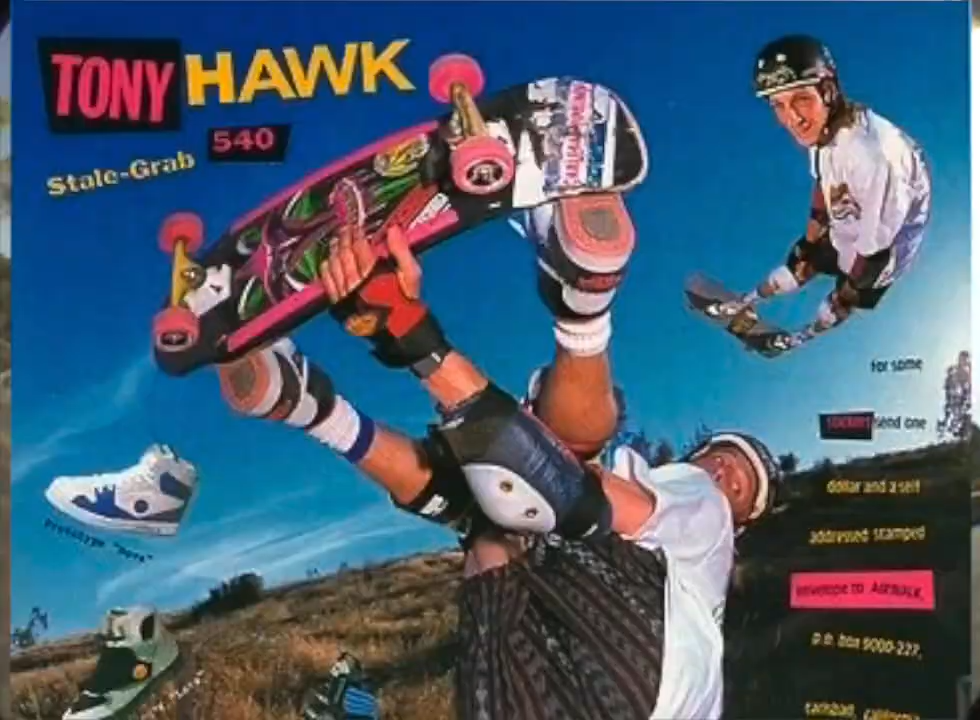 TONY HAWK
540
Stale-Grab
for some
stickers send one
dollar and a self
addressed stamped
envelope to AIRWALK,
p.o. box 9000-227,
carlsbad, california
prototype